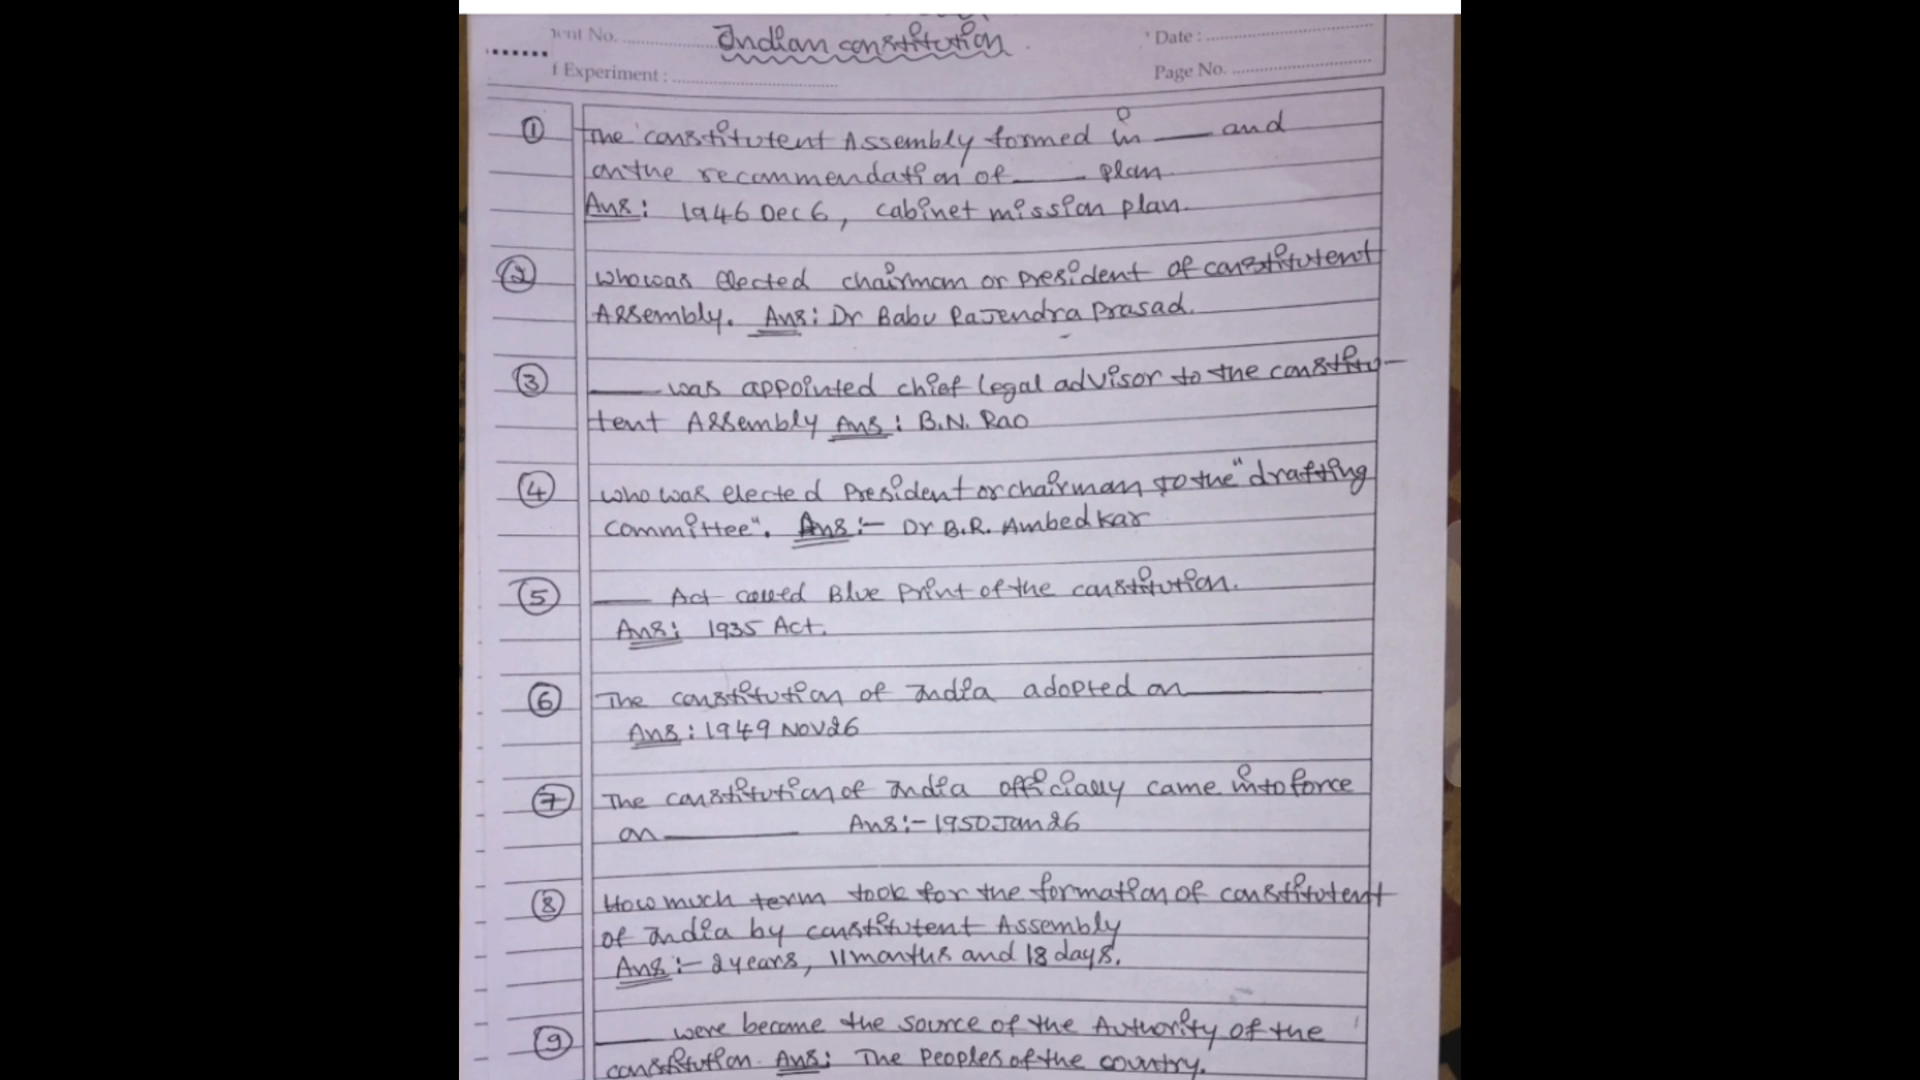 Indian constitution
ent No.
Date :
f Experiment :
Page No.
① The constitutent Assembly formed in ___ and
on the recommendation of ___ plan
Ans: 1946 Dec 6, cabinet mission plan.
② who was elected chairman or president of constitutent
Assembly. Ans: Dr Babu Rajendra Prasad.
③ ___ was appointed chief legal advisor to the constitu-
tent Assembly Ans: B.N. Rao
④ who was elected president or chairman to the "drafting
committee". Ans:- Dr B.R. Ambedkar
⑤ ___ Act called Blue Print of the constitution.
Ans: 1935 Act.
⑥ The constitution of India adopted on ___
Ans: 1949 Nov 26
⑦ The constitution of India officially came into force
on ___ Ans:- 1950 Jan 26
⑧ How much term took for the formation of constitutent
of India by constitutent Assembly
Ans:- 2 years, 11 months and 18 days.
⑨ ___ were become the source of the Authority of the
constitution. Ans: The Peoples of the country.